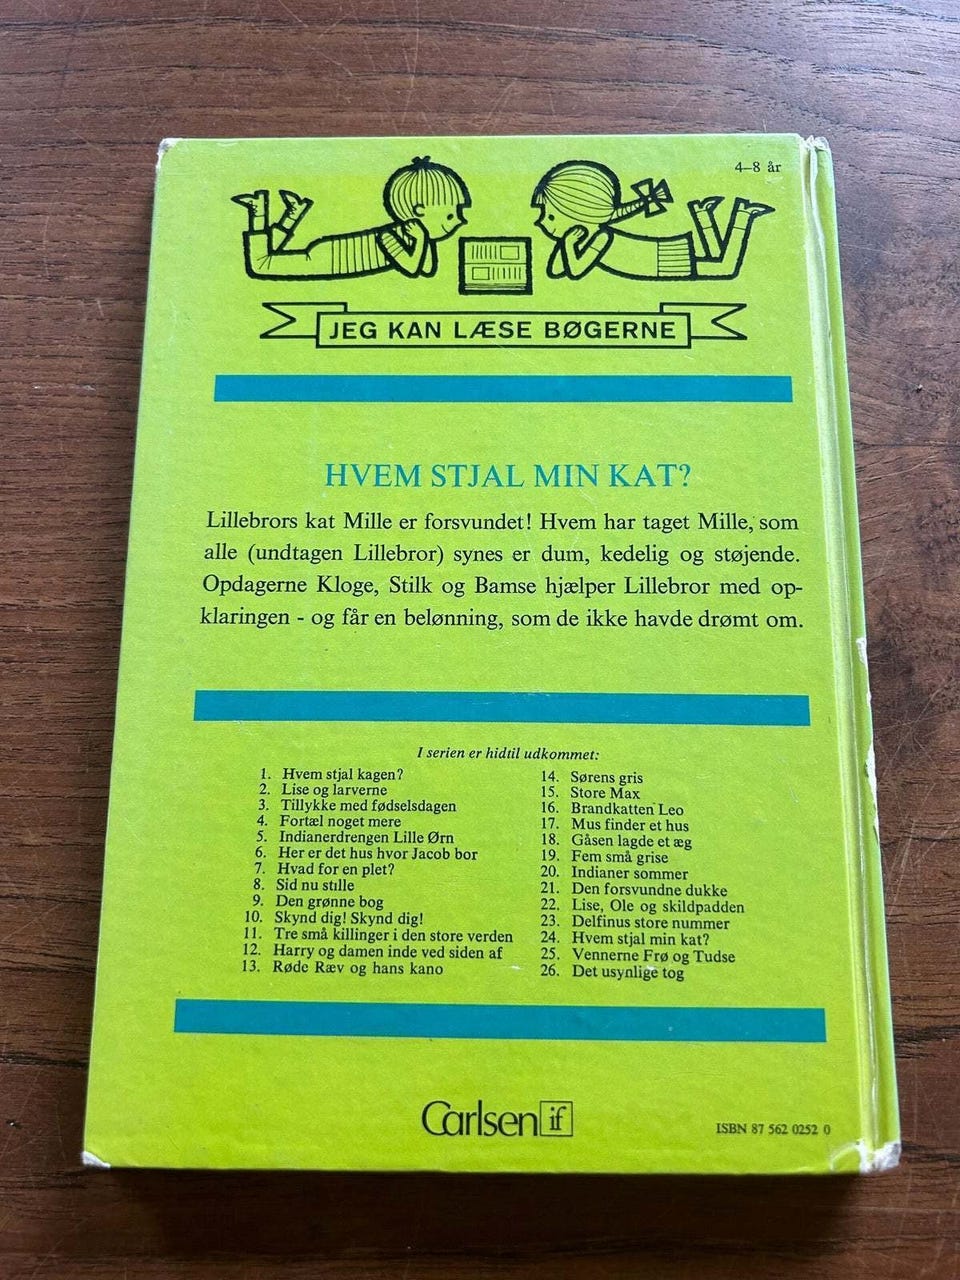 4–8 år
JEG KAN LÆSE BØGERNE
HVEM STJAL MIN KAT?
Lillebrors kat Mille er forsvundet! Hvem har taget Mille, som
alle (undtagen Lillebror) synes er dum, kedelig og støjende.
Opdagerne Kloge, Stilk og Bamse hjælper Lillebror med op-
klaringen - og får en belønning, som de ikke havde drømt om.
I serien er hidtil udkommet:
1. Hvem stjal kagen?
2. Lise og larverne
3. Tillykke med fødselsdagen
4. Fortæl noget mere
5. Indianerdrengen Lille Ørn
6. Her er det hus hvor Jacob bor
7. Hvad for en plet?
8. Sid nu stille
9. Den grønne bog
10. Skynd dig! Skynd dig!
11. Tre små killinger i den store verden
12. Harry og damen inde ved siden af
13. Røde Ræv og hans kano
14. Sørens gris
15. Store Max
16. Brandkatten Leo
17. Mus finder et hus
18. Gåsen lagde et æg
19. Fem små grise
20. Indianer sommer
21. Den forsvundne dukke
22. Lise, Ole og skildpadden
23. Delfinus store nummer
24. Hvem stjal min kat?
25. Vennerne Frø og Tudse
26. Det usynlige tog
Carlsen if
ISBN 87 562 0252 0